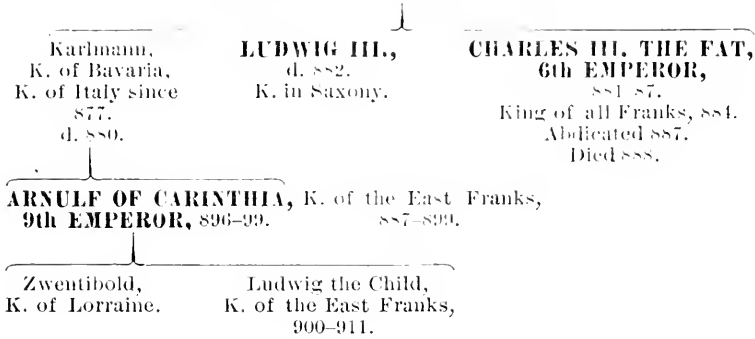 Karlmann,
K. of Bavaria,
K. of Italy since
877.
d. 880.
LUDWIG III.,
d. 882.
K. in Saxony.
CHARLES III. THE FAT,
6th EMPEROR,
881-87.
King of all Franks, 884.
Abdicated 887.
Died 888.
ARNULF OF CARINTHIA, K. of the East Franks,
9th EMPEROR, 896–99. 887–899.
Zwentibold,
K. of Lorraine.
Ludwig the Child,
K. of the East Franks,
900–911.